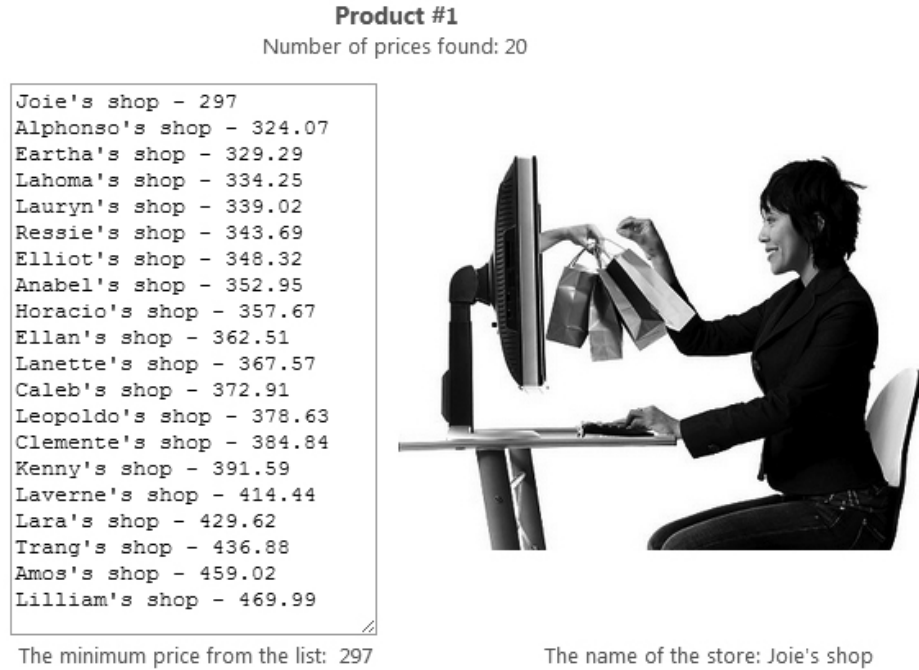 Product #1
Number of prices found: 20
Joie's shop - 297
Alphonso's shop - 324.07
Eartha's shop - 329.29
Lahoma's shop - 334.25
Lauryn's shop - 339.02
Ressie's shop - 343.69
Elliot's shop - 348.32
Anabel's shop - 352.95
Horacio's shop - 357.67
Ellan's shop - 362.51
Lanette's shop - 367.57
Caleb's shop - 372.91
Leopoldo's shop - 378.63
Clemente's shop - 384.84
Kenny's shop - 391.59
Laverne's shop - 414.44
Lara's shop - 429.62
Trang's shop - 436.88
Amos's shop - 459.02
Lilliam's shop - 469.99
The minimum price from the list: 297
The name of the store: Joie's shop